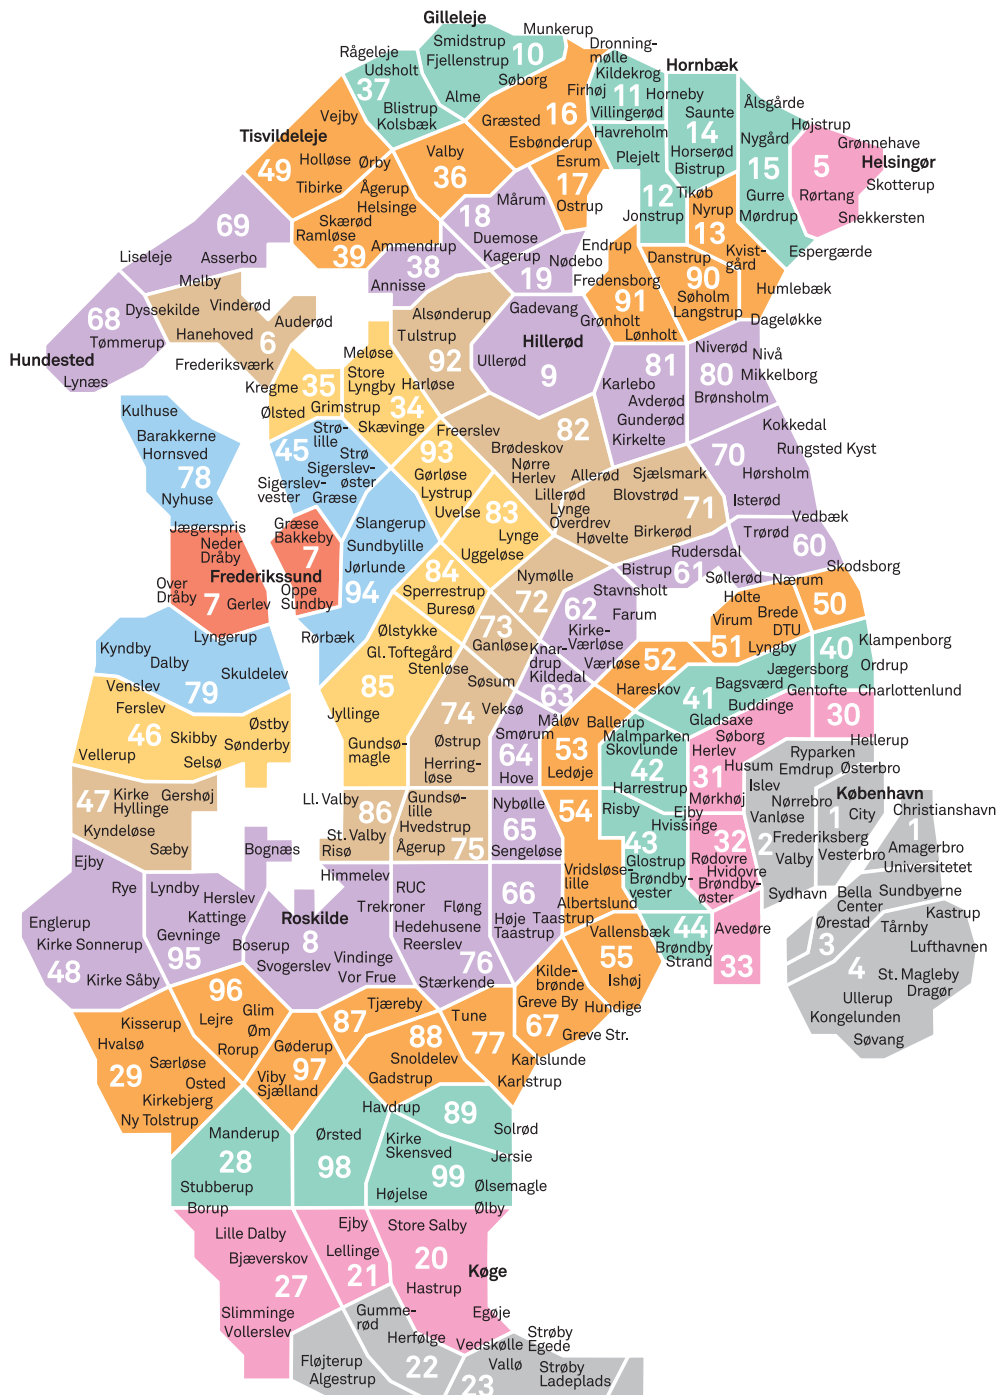 Gilleleje
Munkerup
Smidstrup
10
Dronning-
mølle
Rågeleje
Fjellenstrup
Udsholt
Søborg
Kildekrog
Hornbæk
37
Alme
Firhøj
11
Horneby
Blistrup
Kolsbæk
16
Villingerød
Saunte
Ålsgårde
Vejby
Græsted
Havreholm
14
Højstrup
Tisvildeleje
Esbønderup
Nygård
Grønnehave
Holløse
Ørby
Valby
Esrum
Plejelt
Horserød
15
5
Helsingør
49
36
17
Bistrup
Skotterup
Tibirke
Ågerup
Mårum
12
Tikøb
Gurre
Rørtang
Helsinge
Ostrup
Jonstrup
Nyrup
Mørdrup
Snekkersten
69
Skærød
18
13
Ramløse
Duemose
Endrup
Kvist-
gård
Espergærde
Liseleje
Asserbo
39
Ammendrup
Kagerup
Nødebo
Danstrup
38
19
Fredensborg
90
Humlebæk
Melby
Annisse
91
Søholm
68
Dyssekilde
Vinderød
Auderød
Alsønderup
Gadevang
Grønholt
Langstrup
Dageløkke
Tømmerup
Hanehoved
6
Tulstrup
Hillerød
Lønholt
Hundested
Frederiksværk
Meløse
92
Ullerød
9
81
Niverød
Nivå
Lynæs
Kregme
35
Store
Lyngby
Harløse
Karlebo
80
Mikkelborg
Ølsted
Grimstrup
34
Avderød
Brønsholm
Kulhuse
Skævinge
Gunderød
Strø-
lille
Freerslev
82
Kirkelte
Kokkedal
Barakkerne
45
Strø
93
Brødeskov
70
Rungsted Kyst
Hornsved
Sigerslev-
øster
Gørløse
Nørre
Herlev
Allerød
Sjælsmark
Hørsholm
78
Sigerslev-
vester
Græse
Lystrup
Lillerød
Blovstrød
71
Isterød
Nyhuse
Uvelse
83
Lynge
Overdrev
Vedbæk
Jægerspris
Græse
Bakkeby
Slangerup
Lynge
Høvelte
Birkerød
Trørød
Neder
Dråby
7
Sundbylille
Uggeløse
Rudersdal
60
Frederikssund
Jørlunde
84
Nymølle
Bistrup
61
Søllerød
Skodsborg
Over
Dråby
7
Gerlev
Oppe
Sundby
94
Sperrestrup
Buresø
72
62
Stavnsholt
Holte
Nærum
50
Lyngerup
Rørbæk
Ølstykke
73
Farum
Virum
Brede
DTU
Kyndby
Gl. Toftegård
Ganløse
Kirke-
Værløse
51
Lyngby
40
Klampenborg
Dalby
Skuldelev
Stenløse
Knar-
drup
Værløse
52
Jægersborg
Ordrup
79
85
Søsum
Kildedal
Hareskov
41
Bagsværd
Gentofte
Charlottenlund
Venslev
Ferslev
Jyllinge
74
Veksø
63
Buddinge
30
46
Østby
Smørum
Måløv
Ballerup
Gladsaxe
Skibby
Sønderby
Gundsø-
magle
Østrup
64
53
Malmparken
Skovlunde
Søborg
Hellerup
Vellerup
Selsø
Herring-
løse
Hove
Ledøje
42
Herlev
Husum
Ryparken
Emdrup
Østerbro
47
Kirke
Hyllinge
Gershøj
Ll. Valby
Gundsø-
lille
Nybølle
54
Harrestrup
31
Islev
København
Kyndeløse
86
Hvedstrup
65
Risby
Ejby
Mørkhøj
Nørrebro
1
City
1
Christianshavn
Sæby
St. Valby
Risø
Ågerup
75
Sengeløse
43
Hvissinge
32
Vanløse
2
Frederiksberg
Amagerbro
Ejby
Bognæs
Himmelev
Glostrup
Rødovre
Valby
Vesterbro
Universitetet
Rye
Lyndby
RUC
66
Vridsløse-
lille
Brøndby-
vester
Hvidovre
Brøndby-
øster
Sydhavn
Bella
Center
Sundbyerne
Herslev
Trekroner
Fløng
Albertslund
Kastrup
Englerup
Kattinge
Roskilde
Hedehusene
Høje
Taastrup
Taastrup
Vallensbæk
44
Avedøre
Ørestad
Tårnby
Kirke Sonnerup
Gevninge
8
Reerslev
55
Brøndby
Strand
33
3
Lufthavnen
48
95
Boserup
Vindinge
76
Kilde-
brønde
4
St. Magleby
Kirke Såby
Svogerslev
Vor Frue
Stærkende
Ishøj
Dragør
96
Glim
Tjæreby
Greve By
Hundige
Ullerup
Kisserup
Lejre
Øm
87
Tune
67
Kongelunden
Hvalsø
Rorup
Gøderup
88
77
Greve Str.
Søvang
Særløse
97
Snoldelev
Karlslunde
29
Osted
Viby
Sjælland
Gadstrup
Karlstrup
Kirkebjerg
Havdrup
89
Ny Tolstrup
Manderup
Ørsted
Kirke
Skensved
Solrød
28
98
99
Jersie
Stubberup
Højelse
Ølsemagle
Borup
Ølby
Lille Dalby
Ejby
Store Salby
Bjæverskov
Lellinge
20
27
21
Hastrup
Køge
Slimminge
Gumme-
rød
Egøje
Vollerslev
Herfølge
Vedskølle
Strøby
Egede
Fløjterup
22
Vallø
Strøby
Ladeplads
Algestrup
23